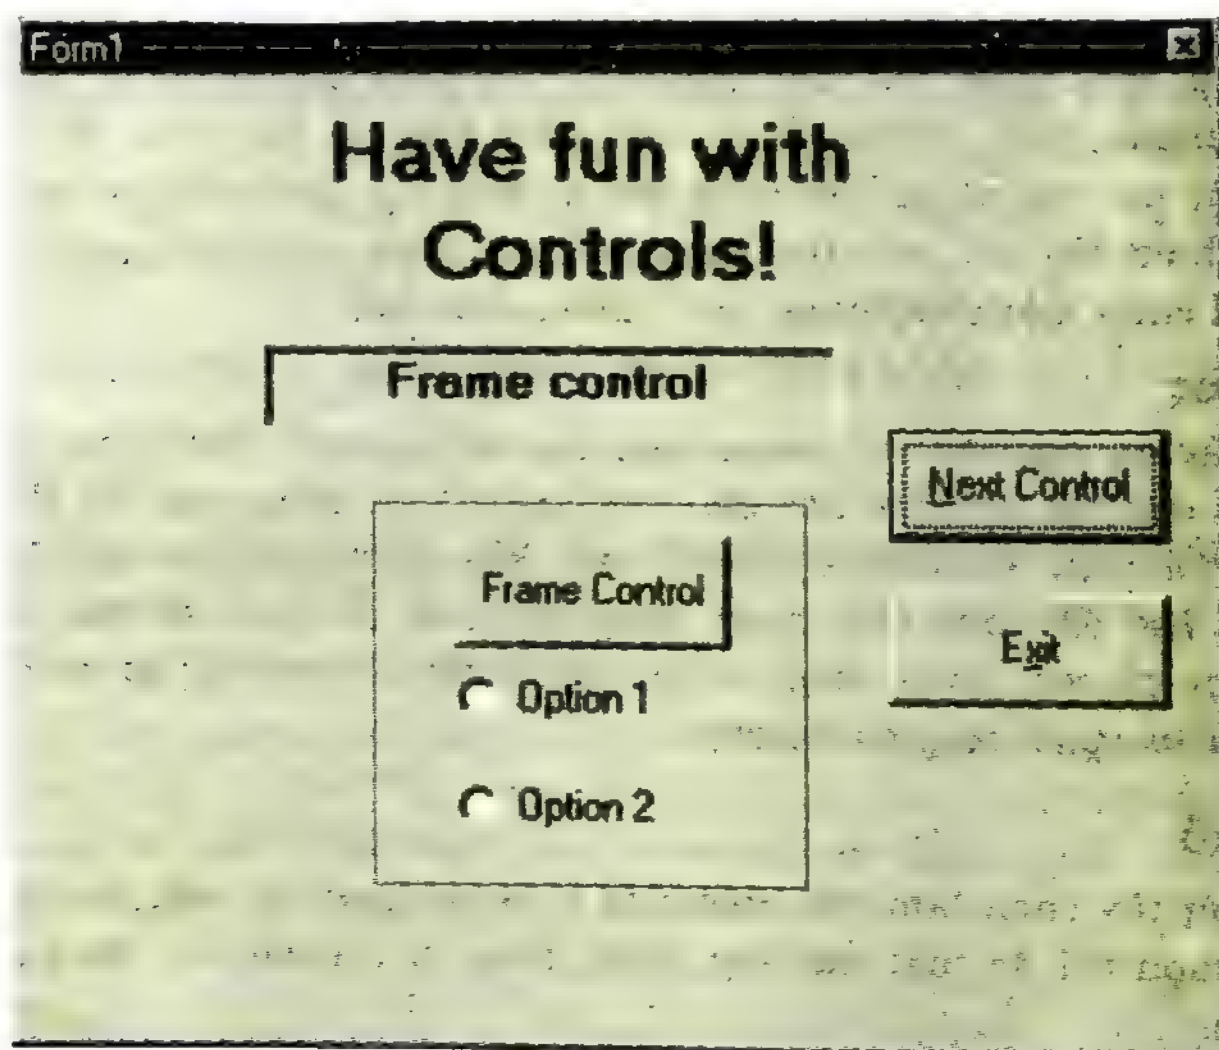 Form1
Have fun with
Controls!
Frame control
Next Control
Frame Control
Exit
Option 1
Option 2